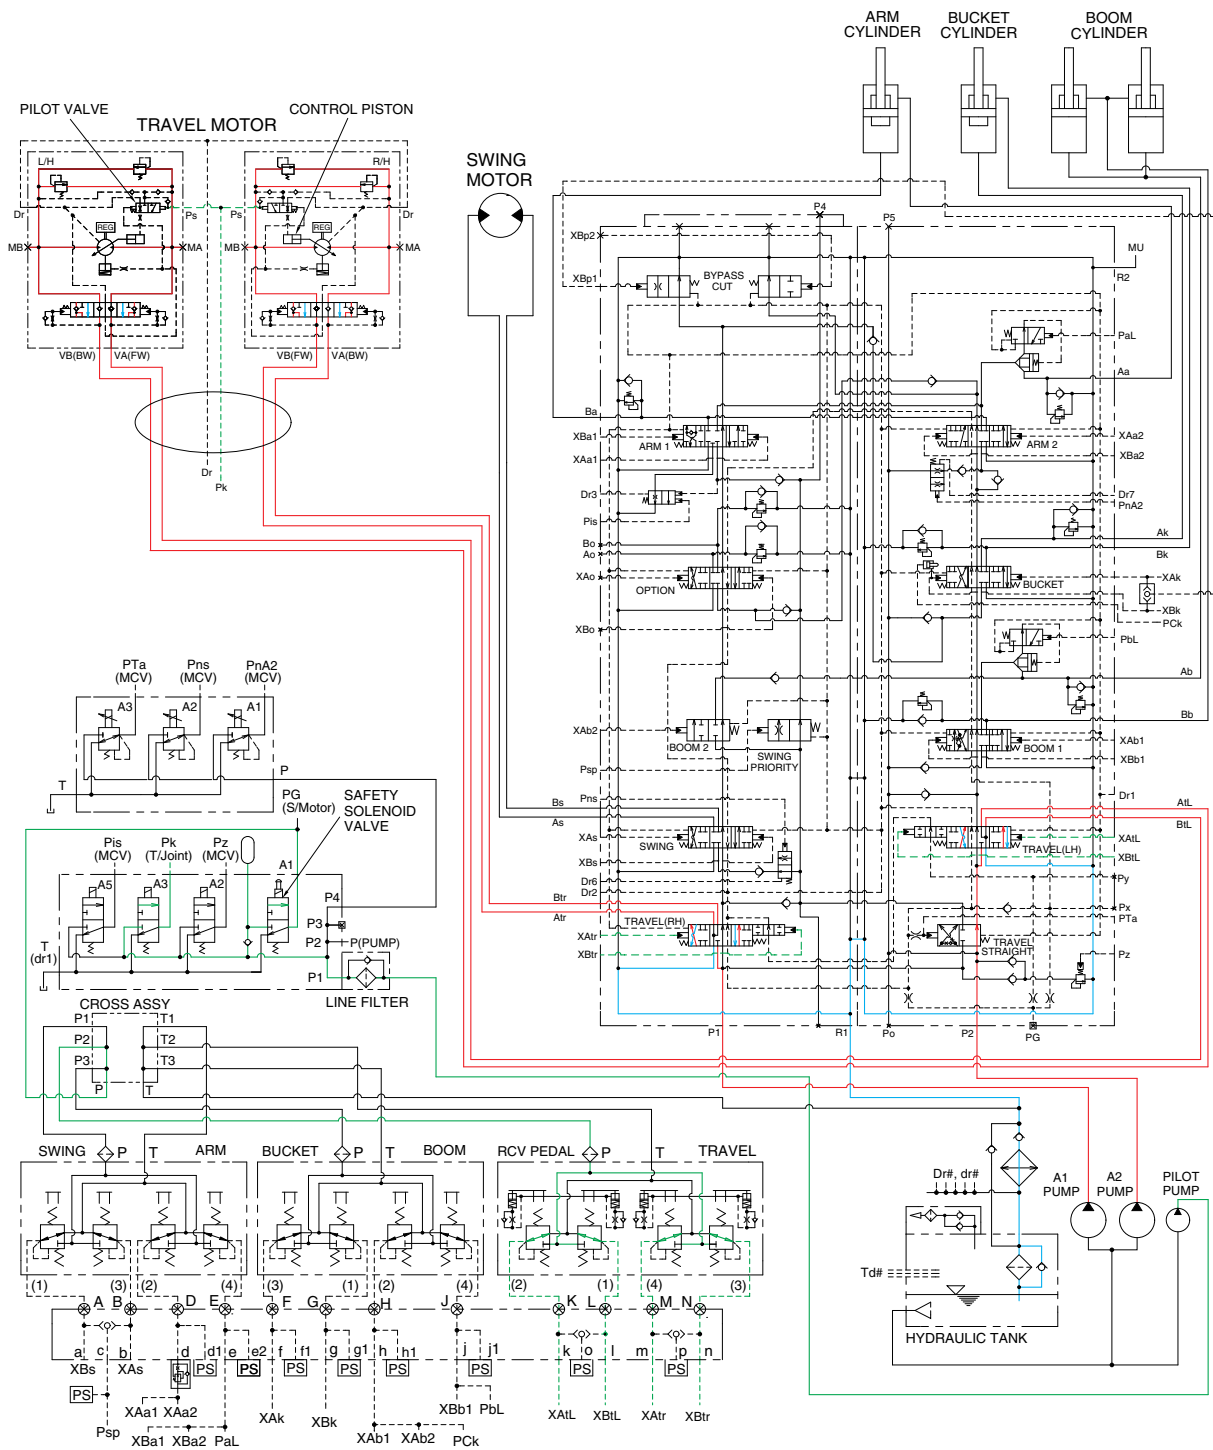 ARM
CYLINDER
BUCKET
CYLINDER
BOOM
CYLINDER
PILOT VALVE
CONTROL PISTON
TRAVEL MOTOR
L/H
R/H
Dr
Ps
Ps
Dr
REG
REG
MB
MA
MB
MA
VB(BW)
VA(FW)
VB(FW)
VA(BW)
Dr
Pk
SWING
MOTOR
P4
P5
XBp2
XBp1
BYPASS
CUT
MU
R2
PaL
Aa
Ba
XBa1
ARM 1
XAa1
ARM 2
XAa2
XBa2
Dr3
Pis
Dr7
PnA2
Bo
Ao
Ak
Bk
XAo
OPTION
XBo
BUCKET
XAk
XBk
PCk
PbL
Ab
Bb
XAb2
BOOM 2
SWING
PRIORITY
Psp
BOOM 1
XAb1
XBb1
Pns
Bs
As
Dr1
AtL
BtL
XAs
SWING
XBs
Dr6
Dr2
TRAVEL(LH)
XAtL
XBtL
Py
Px
PTa
Btr
Atr
TRAVEL(RH)
XAtr
XBtr
TRAVEL
STRAIGHT
Pz
P1
R1
Po
P2
PG
PTa
(MCV)
Pns
(MCV)
PnA2
(MCV)
A3
A2
A1
P
T
PG
(S/Motor)
SAFETY
SOLENOID
VALVE
Pis
(MCV)
Pk
(T/Joint)
Pz
(MCV)
A1
A5
A3
A2
P4
P3
P2
P(PUMP)
P1
T
(dr1)
LINE FILTER
CROSS ASSY
P1
T1
P2
T2
P3
T3
P
T
SWING
P
T
ARM
BUCKET
P
T
BOOM
RCV PEDAL
P
T
TRAVEL
(1)
(3)
(2)
(4)
(3)
(1)
(2)
(4)
(2)
(1)
(4)
(3)
A
B
D
E
F
G
H
J
K
L
M
N
a
c
b
d
d1
e
e2
f
f1
g
g1
h
h1
j
j1
k
o
l
m
p
n
XBs
XAs
PS
PS
PS
PS
PS
PS
PS
PS
PS
Psp
XAa1
XAa2
XBa1
XBa2
PaL
XAk
XBk
XAb1
XAb2
PCk
XBb1
PbL
XAtL
XBtL
XAtr
XBtr
Dr#, dr#
Td#
HYDRAULIC TANK
A1
PUMP
A2
PUMP
PILOT
PUMP